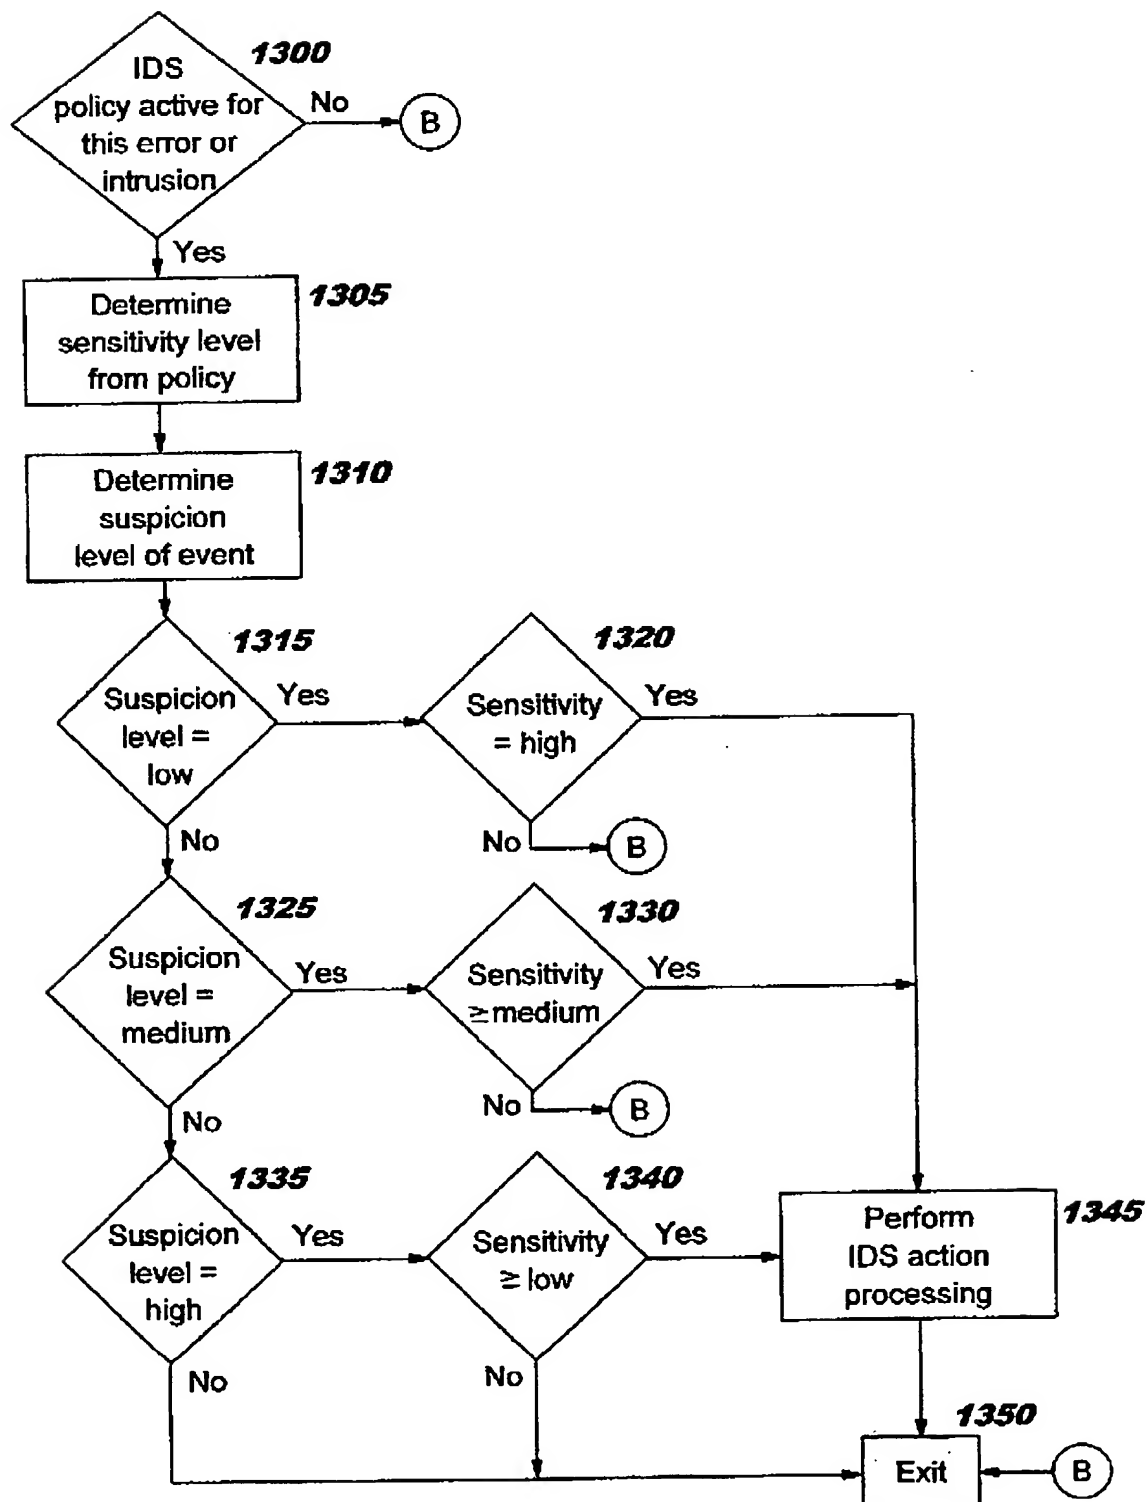 1300
IDS
policy active for
this error or
intrusion
No
B
Yes
1305
Determine
sensitivity level
from policy
1310
Determine
suspicion
level of event
1315
Suspicion
level =
low
Yes
1320
Sensitivity
= high
Yes
No
B
No
1325
Suspicion
level =
medium
Yes
1330
Sensitivity
≥ medium
Yes
No
B
No
1335
Suspicion
level =
high
Yes
1340
Sensitivity
≥ low
Yes
1345
Perform
IDS action
processing
No
No
1350
Exit
B